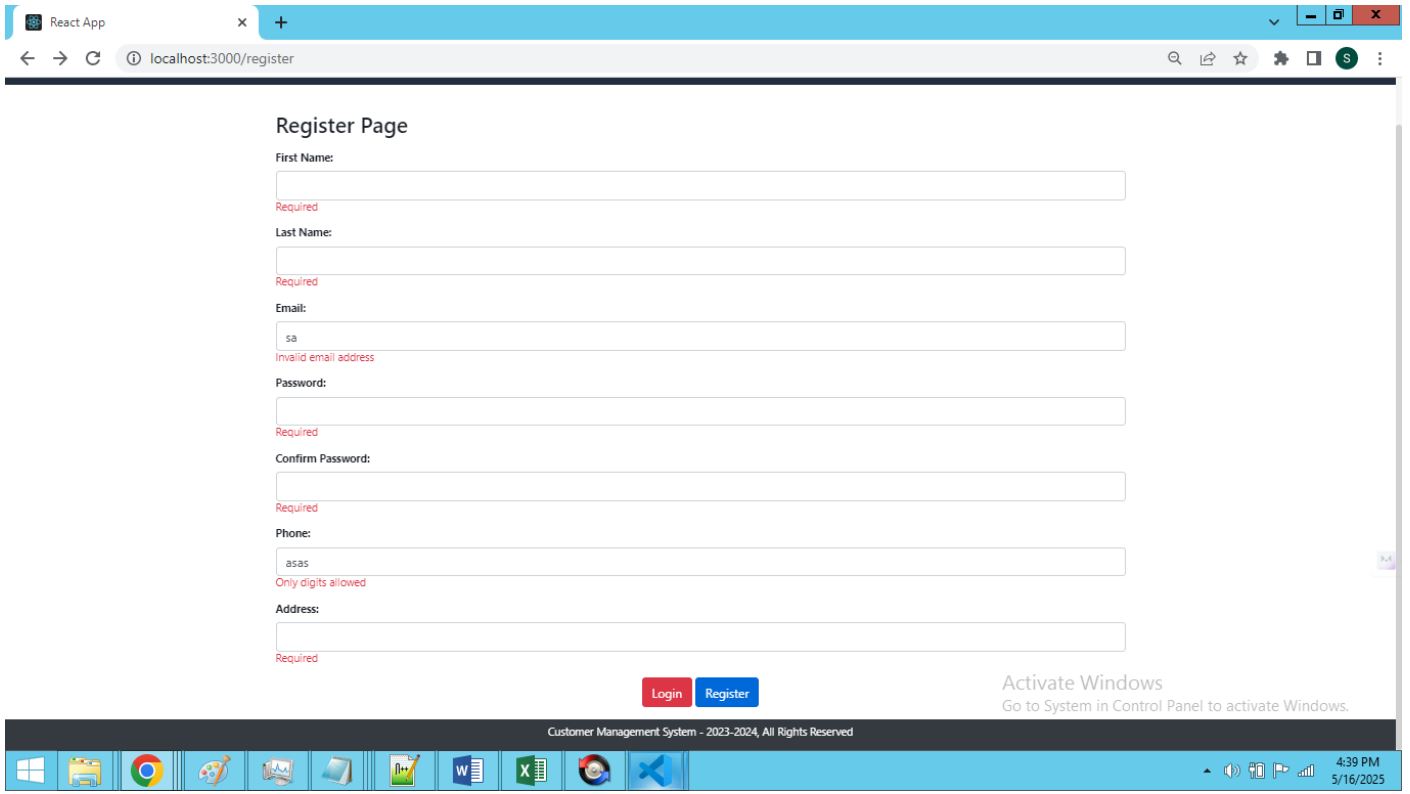 React App
localhost:3000/register
S
Register Page
First Name:
Required
Last Name:
Required
Email:
sa
Invalid email address
Password:
Required
Confirm Password:
Required
Phone:
asas
Only digits allowed
Address:
Required
Login Register
Activate Windows
Go to System in Control Panel to activate Windows.
Customer Management System - 2023-2024, All Rights Reserved
4:39 PM
5/16/2025